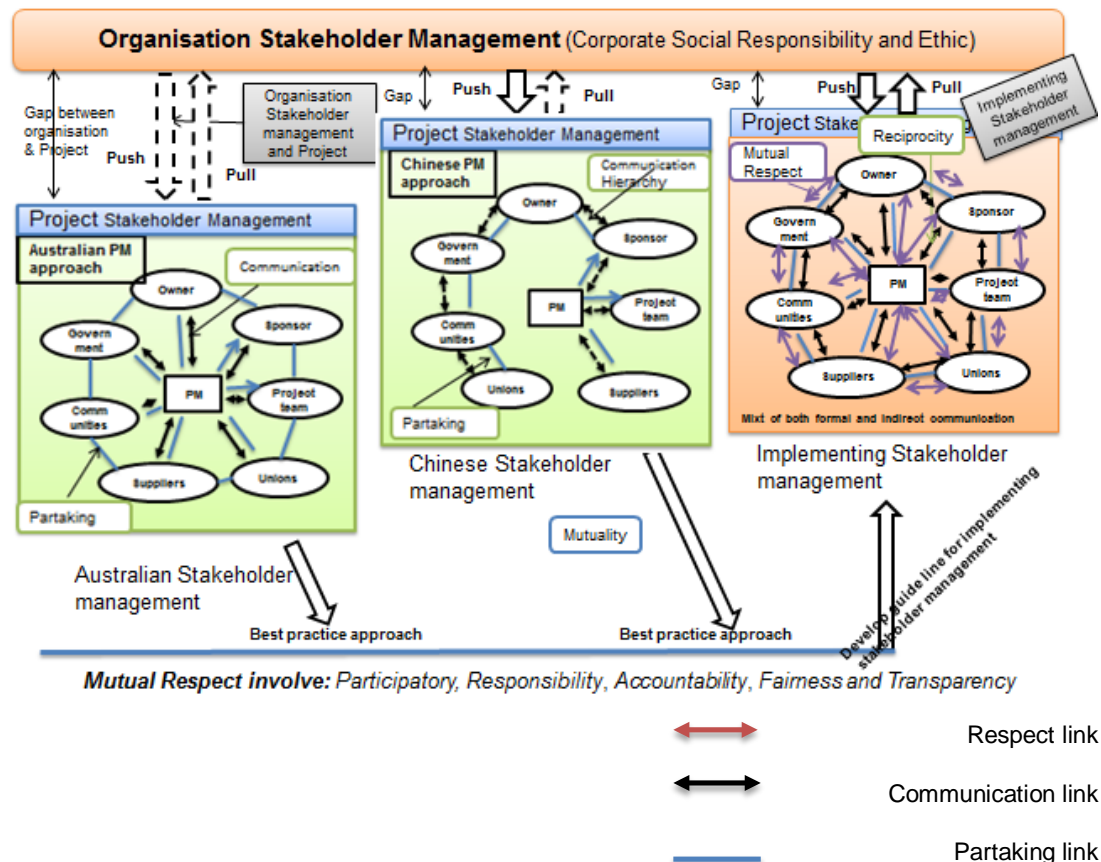 Organisation Stakeholder Management (Corporate Social Responsibility and Ethic)
Gap between
organisation
& Project
Push
Pull
Organisation
Stakeholder
management
and Project
Gap
Push
Pull
Gap
Push
Pull
Implementing
Stakeholder
management
Project Stakeholder Management
Australian PM
approach
Communication
Owner
Sponsor
Govern
ment
PM
Project
team
Comm
unities
Suppliers
Unions
Partaking
Australian Stakeholder
management
Project Stakeholder Management
Chinese PM
approach
Communication
Hierarchy
Owner
Sponsor
Govern
ment
PM
Project
team
Comm
unities
Unions
Suppliers
Partaking
Chinese Stakeholder
management
Mutuality
Project Stake
Reciprocity
Mutual
Respect
Owner
Sponsor
Govern
ment
PM
Project
team
Comm
unities
Suppliers
Unions
Mixt of both formal and indirect communication
Implementing Stakeholder
management
Develop guide line for implementing
stakeholder management
Best practice approach
Best practice approach
Mutual Respect involve: Participatory, Responsibility, Accountability, Fairness and Transparency
Respect link
Communication link
Partaking link